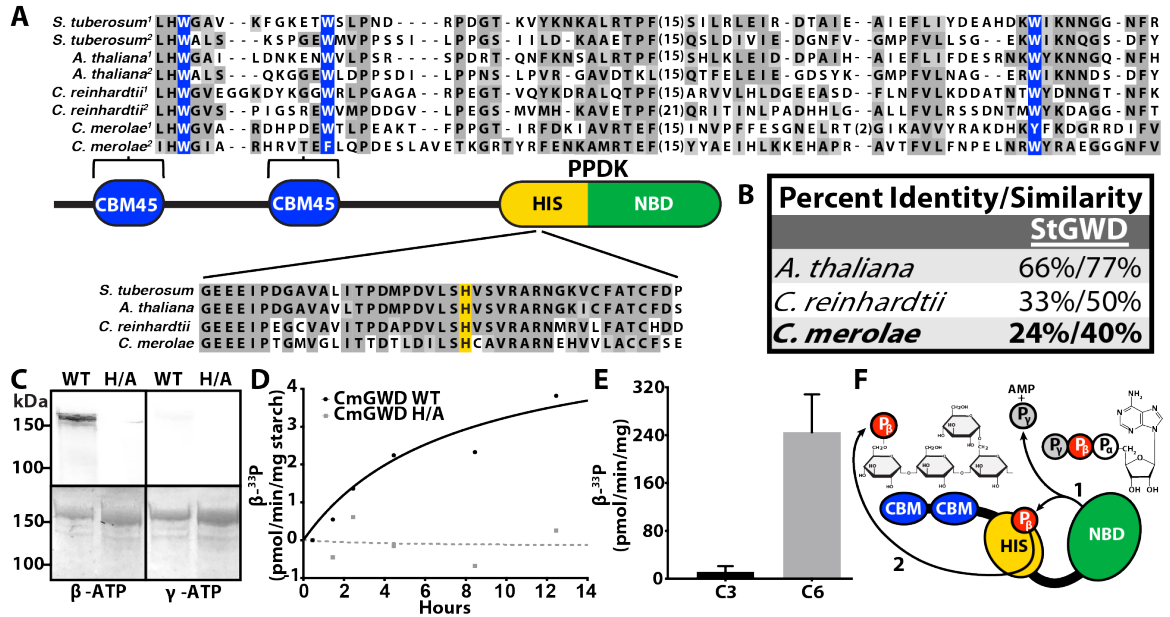 A
S. tuberosum¹ LHWGAV--KFGKETWSLPND---RPDGT-KVYKNKALRTPF(15)SILRLEIR-DTAIE--AIEFLIYDEAHDKWIKNNGG-NFR
S. tuberosum² LHWALS---KSPGEWMVPPSSI--LPPGS-IILD-KAAETPF(15)QSLDIVIE-DGNFV--GMPFVLLSG---EKWIKNQGS-DFY
A. thaliana¹ LHWGAI--LDNKENWVLPSR---SPDRT-QNFKNSALRTPF(15)SHLKLEID-DPAIH--AIEFLIFDESRNKWYKNNGQ-NFH
A. thaliana² LHWALS---QKGGEWLDPPSDI--LPPNS-LPVR-GAVDTKL(15)QTFELEIE-GDSYK--GMPFVLNAG---ERWIKNNDS-DFY
C. reinhardtii¹ LHWGVEGGKDYKGGWRLPGAGA--RPEGT-VQYKDRALQTPF(15)ARVVLHLDGEEASD--FLNFVLKDDATNTWYDNNGT-NFK
C. reinhardtii² LHWGVS--PIGSREWVMPDDGV--GRPPG-VMHM-KAVETPF(21)QRITINLPADHHLG--ALLNFVLRSSDNTMWYKDAGG--NFT
C. merolae¹ LHWGVA--RDHPDEWTLPEAKT--FPPGT-IRFDKIAVRTEF(15)INVPFFESGNELRT(2)GIKAVVYRAKDHKYFKDGRRDIFV
C. merolae² IHWGIA--RHRVTEFLQPDESLAVETKGRTYRFENKAMRTEF(15)YYAEIHLKKEHAPR--AVTFVLFNPELNRWYRAEGGGNFV
PPDK
CBM45 CBM45 HIS NBD
S. tuberosum GEEEIPDGAVAVLITPDMPDVLSHVSVRARNGKVCFATCFDP
A. thaliana GEEEIPDGAVAVLTPDMPDVLSHVSVRARNGKICFATCFDP
C. reinhardtii GEEEIPEGCVAVITPDAPDVLSHVSVRARNMRVLFATCHDD
C. merolae GEEEIPTGMVGLITTDTLDILSHCAVRARNEHVVLACCFSE
B
Percent Identity/Similarity
StGWD
A. thaliana 66%/77%
C. reinhardtii 33%/50%
C. merolae 24%/40%
C
WT H/A WT H/A
kDa
150
100
150
100
β -ATP γ -ATP
D
CmGWD WT
CmGWD H/A
β-³³P
(pmol/min/mg starch)
4
3
2
1
0
-1
0 2 4 6 8 10 12 14
Hours
E
β-³³P
(pmol/min/mg)
320
240
160
80
0
C3 C6
F
AMP
+
Pγ
Pβ
Pγ Pβ Pα
1
CBM CBM
Pβ
HIS
NBD
2